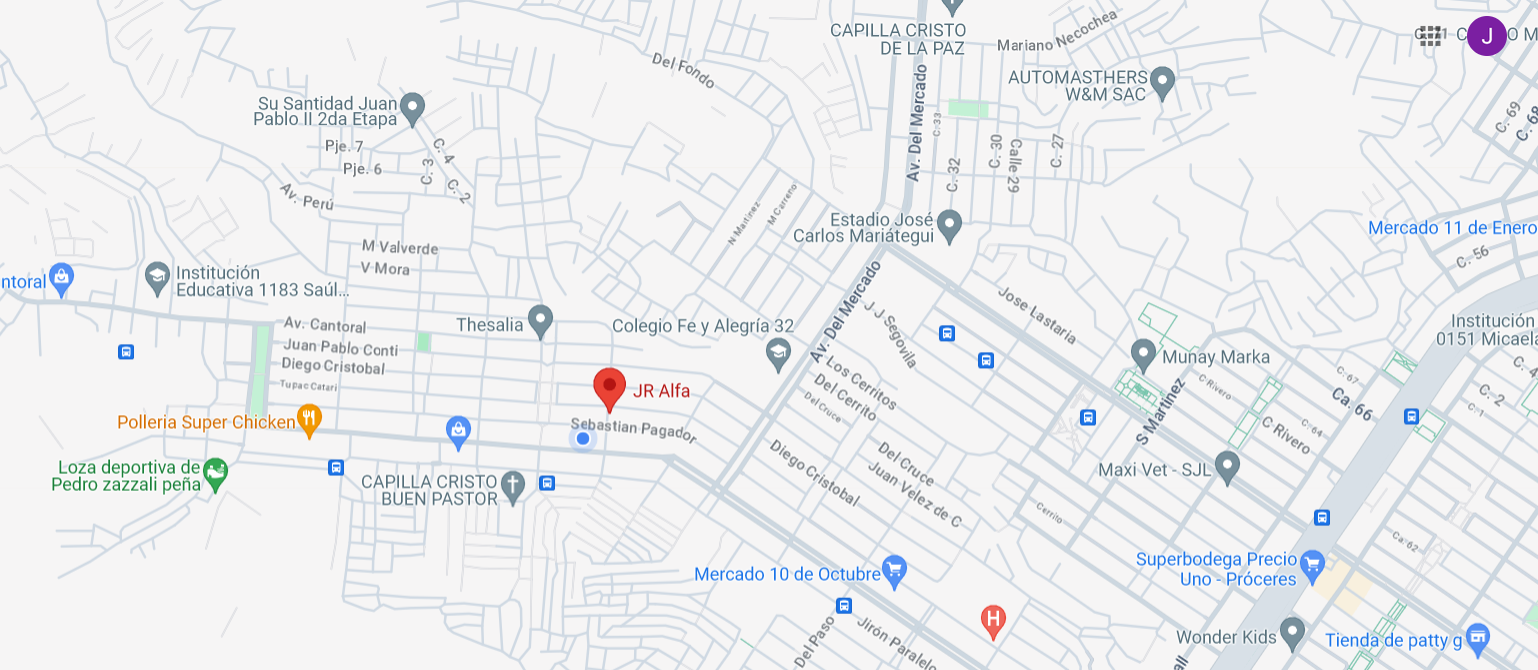 CAPILLA CRISTO
DE LA PAZ
Mariano Necochea
J
Del Fondo
AUTOMASTHERS
W&M SAC
Su Santidad Juan
Pablo II 2da Etapa
Av. Del Mercado
C. 33
C. 69
C. 68
Pje. 7
Pje. 6
C. 3
C. 4
C. 2
C. 32
C. 30
Calle 29
C. 27
Av. Perú
N Martinez
M Carreno
Estadio José
Carlos Mariátegui
Mercado 11 de Enero
M Valverde
V Mora
C. 56
ntoral
Institución
Educativa 1183 Saúl...
Jose Lastaria
Av. Cantoral
Thesalia
Colegio Fe y Alegría 32
Av. Del Mercado
J J Segovila
Institución
0151 Micaela
Juan Pablo Conti
Diego Cristobal
Tupac Catari
Munay Marka
Los Cerritos
Del Cerrito
Del Cruce
C Rivero
C. 67
C. 4
C. 2
C. 1
Ca. 66
C. 64
JR Alfa
S Martinez
C Rivero
Polleria Super Chicken
Sebastian Pagador
Loza deportiva de
Pedro zazzali peña
CAPILLA CRISTO
BUEN PASTOR
Diego Cristobal
Del Cruce
Juan Velez de C
Maxi Vet - SJL
Cerrito
Ca. 62
Mercado 10 de Octubre
Superbodega Precio
Uno - Próceres
H
Del Paso
Jirón Paralelo
Wonder Kids
Tienda de patty g